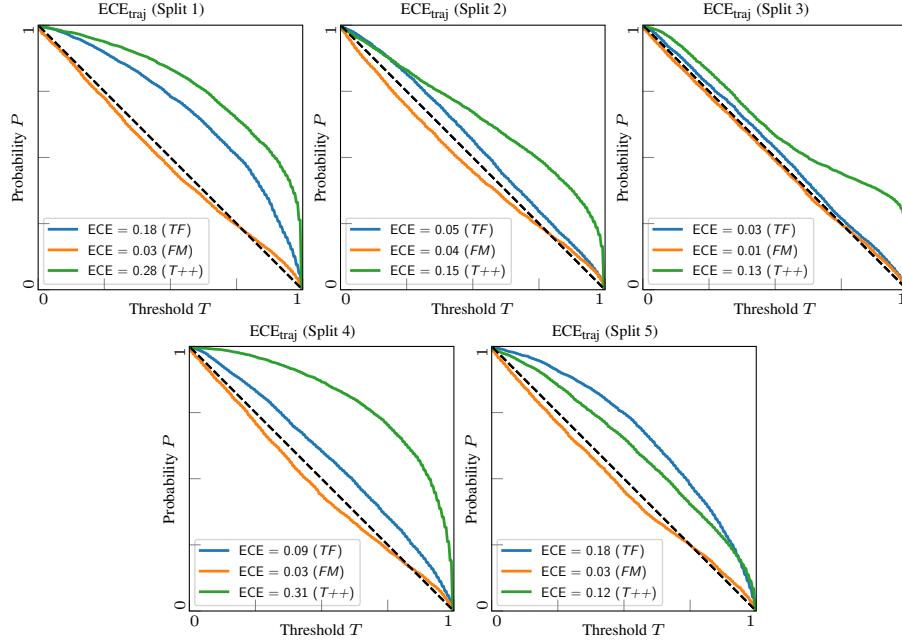 ECE_traj (Split 1)
1
Probability P
ECE = 0.18 (TF)
ECE = 0.03 (FM)
ECE = 0.28 (T++)
0
0
1
Threshold T
ECE_traj (Split 2)
1
Probability P
ECE = 0.05 (TF)
ECE = 0.04 (FM)
ECE = 0.15 (T++)
0
0
1
Threshold T
ECE_traj (Split 3)
1
Probability P
ECE = 0.03 (TF)
ECE = 0.01 (FM)
ECE = 0.13 (T++)
0
0
1
Threshold T
ECE_traj (Split 4)
1
Probability P
ECE = 0.09 (TF)
ECE = 0.03 (FM)
ECE = 0.31 (T++)
0
0
1
Threshold T
ECE_traj (Split 5)
1
Probability P
ECE = 0.18 (TF)
ECE = 0.03 (FM)
ECE = 0.12 (T++)
0
0
1
Threshold T